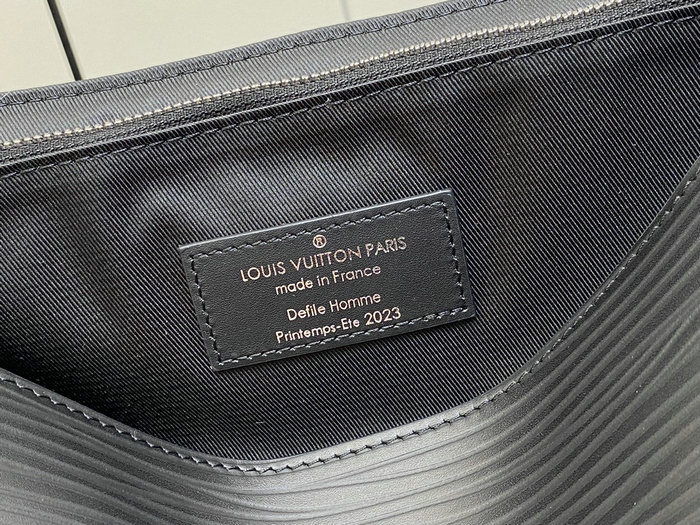 ®
LOUIS VUITTON PARIS
made in France
Defile Homme
Printemps-Ete 2023